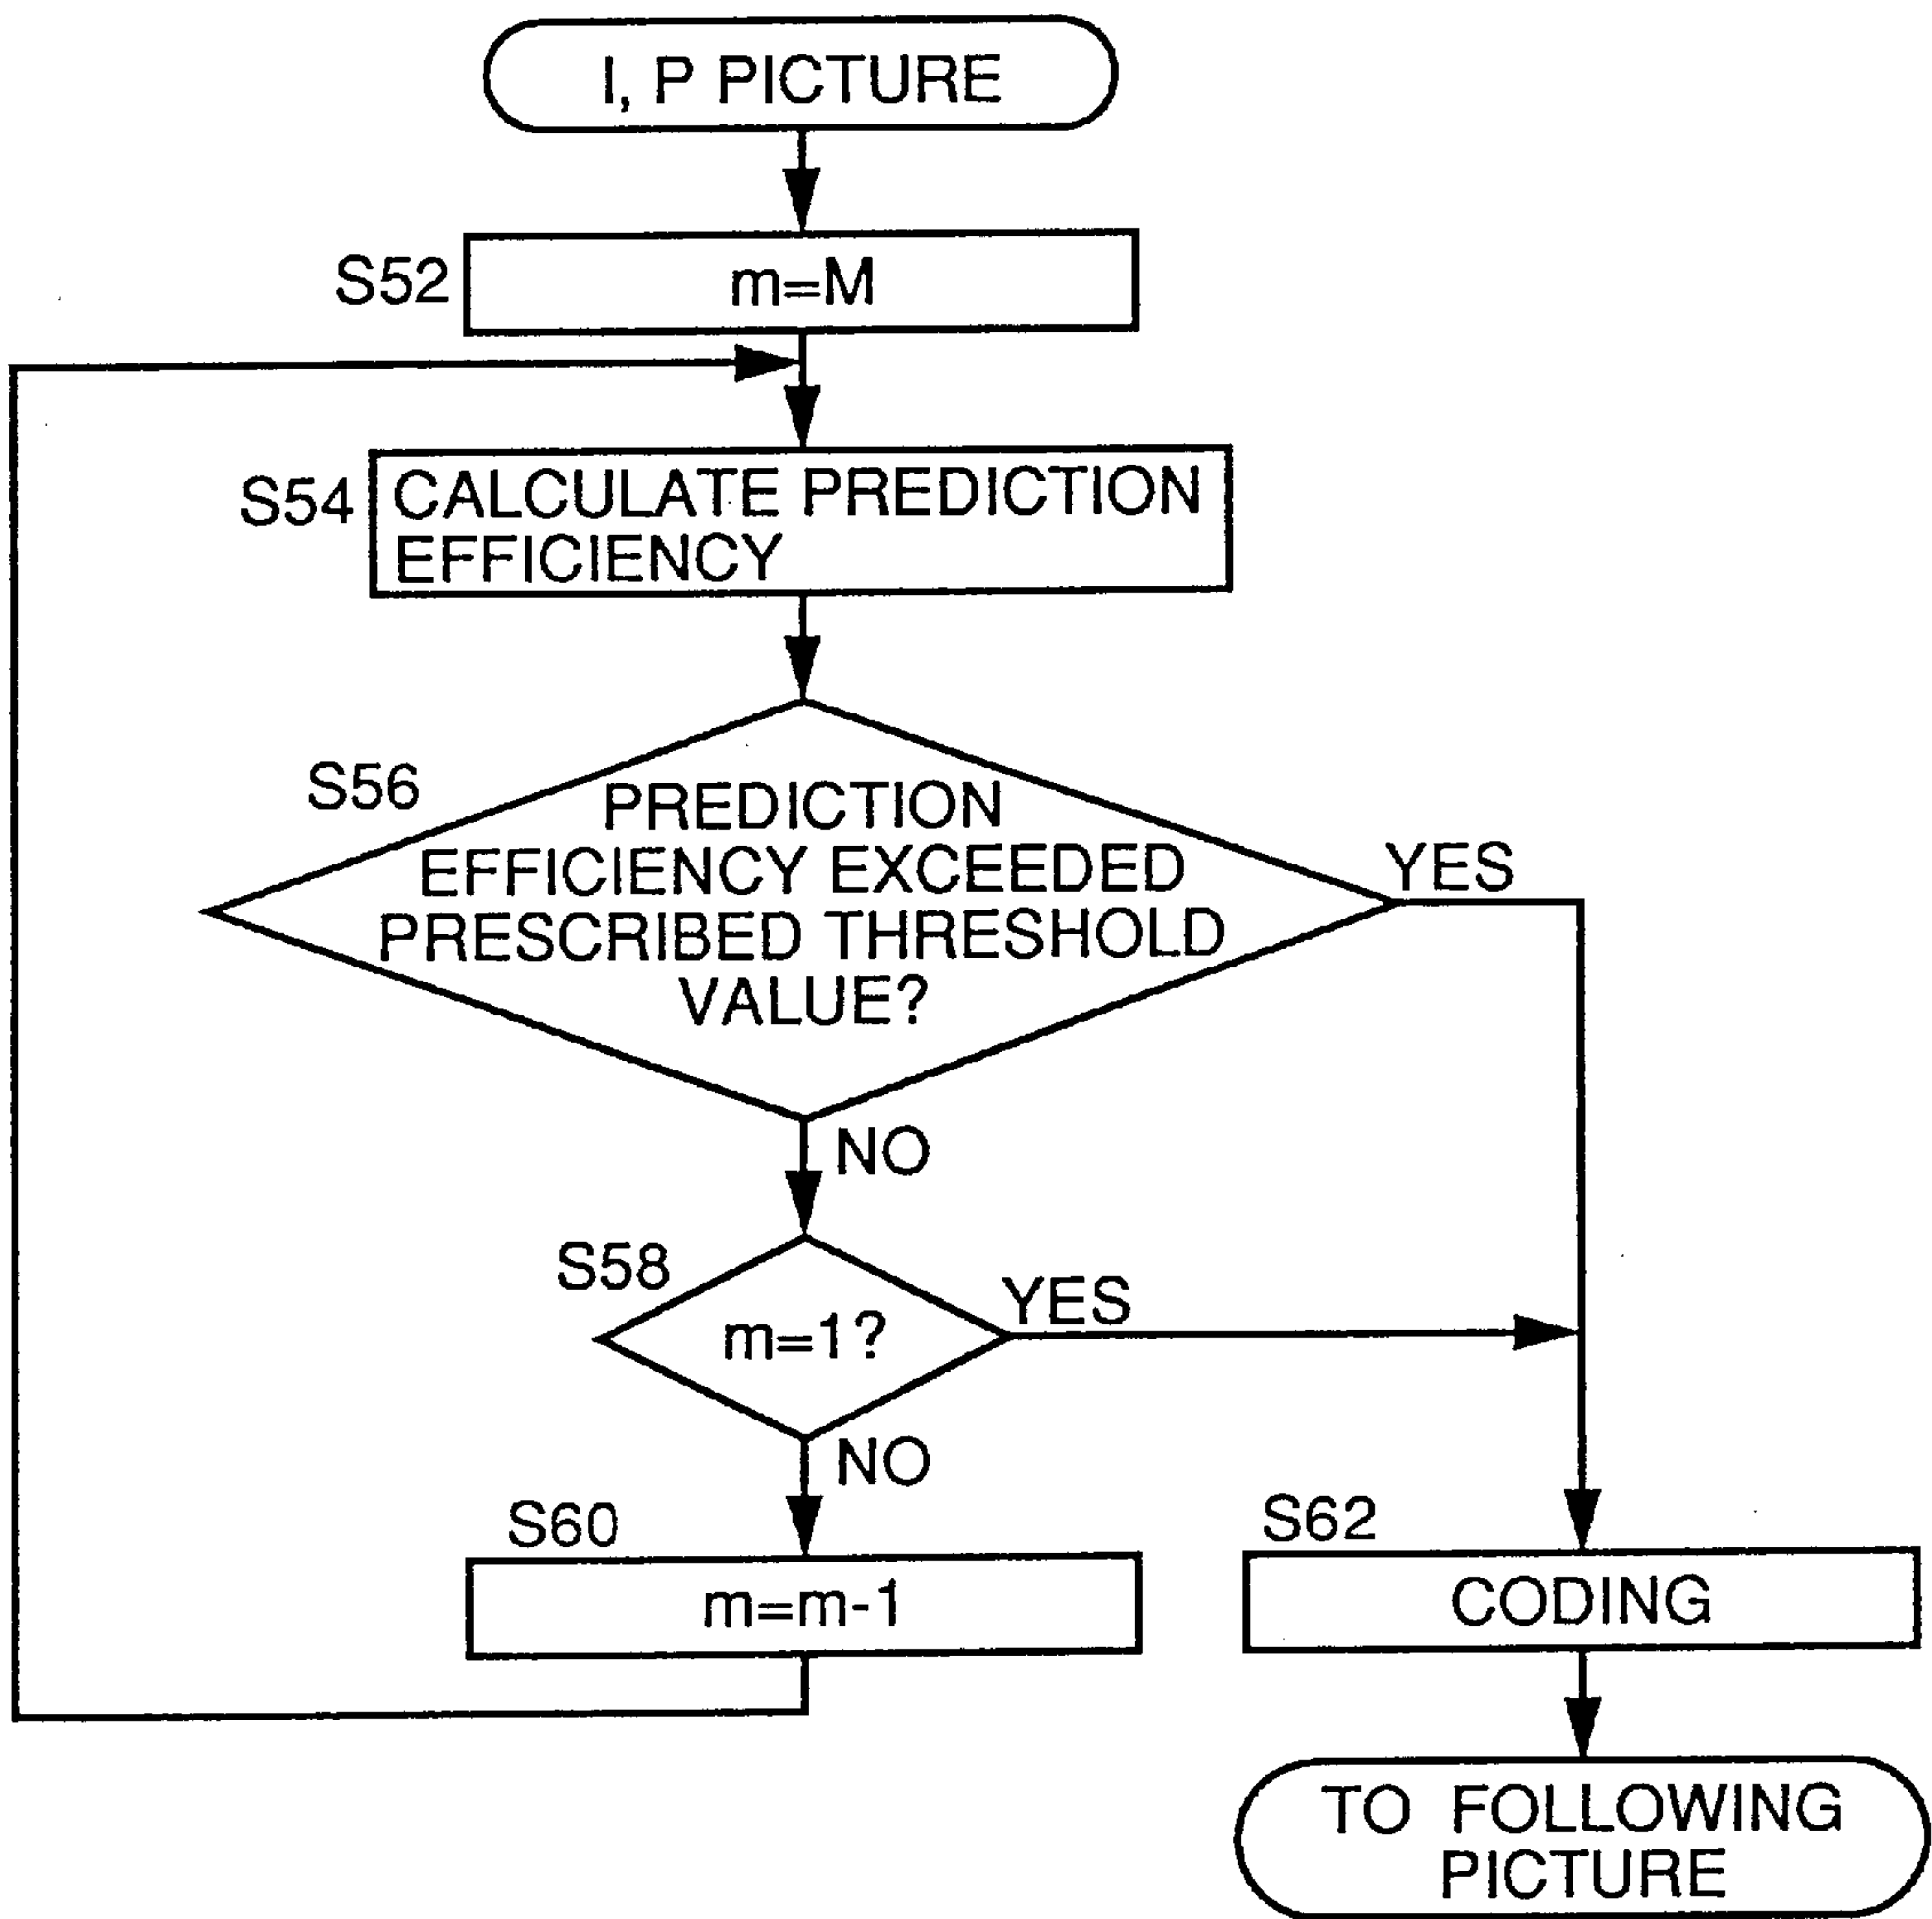 I, P PICTURE
S52
m=M
S54
CALCULATE PREDICTION
EFFICIENCY
S56
PREDICTION
EFFICIENCY EXCEEDED
PRESCRIBED THRESHOLD
VALUE?
YES
NO
S58
m=1?
YES
NO
S60
m=m-1
S62
CODING
TO FOLLOWING
PICTURE